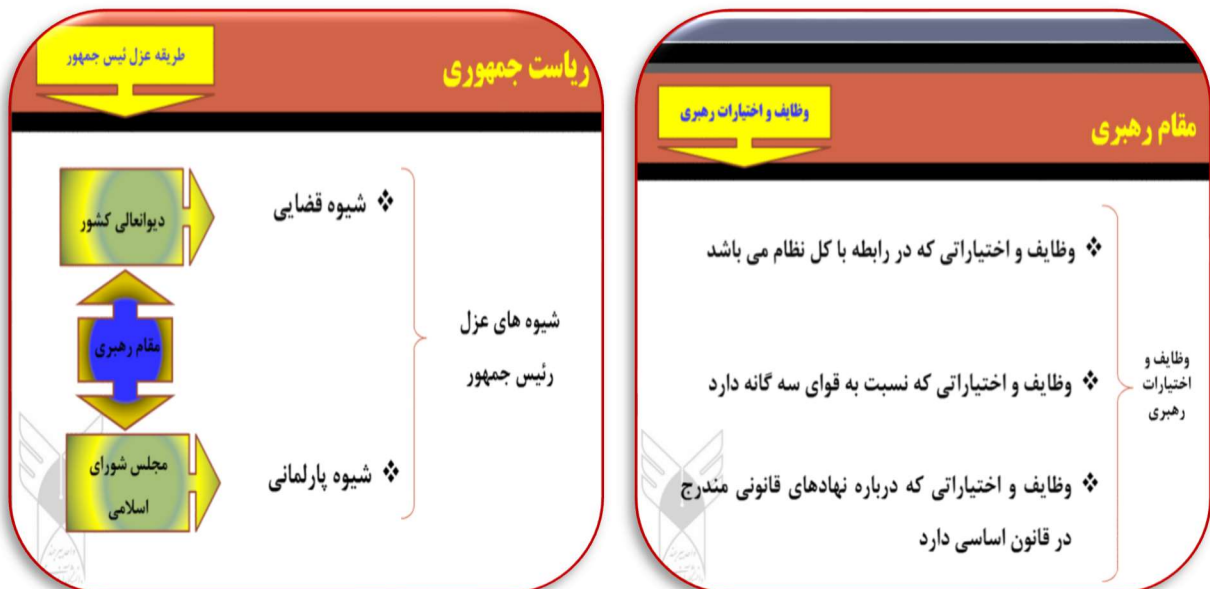 مقام رهبری
وظایف و اختیارات رهبری
وظایف و
اختیارات
رهبری
❖ وظایف و اختیاراتی که در رابطه با کل نظام می باشد
❖ وظایف و اختیاراتی که نسبت به قوای سه گانه دارد
❖ وظایف و اختیاراتی که درباره نهادهای قانونی مندرج
در قانون اساسی دارد
ریاست جمهوری
طریقه عزل ئیس جمهور
شیوه های عزل
رئیس جمهور
❖ شیوه قضایی
دیوانعالی کشور
مقام رهبری
❖ شیوه پارلمانی
مجلس شورای
اسلامی